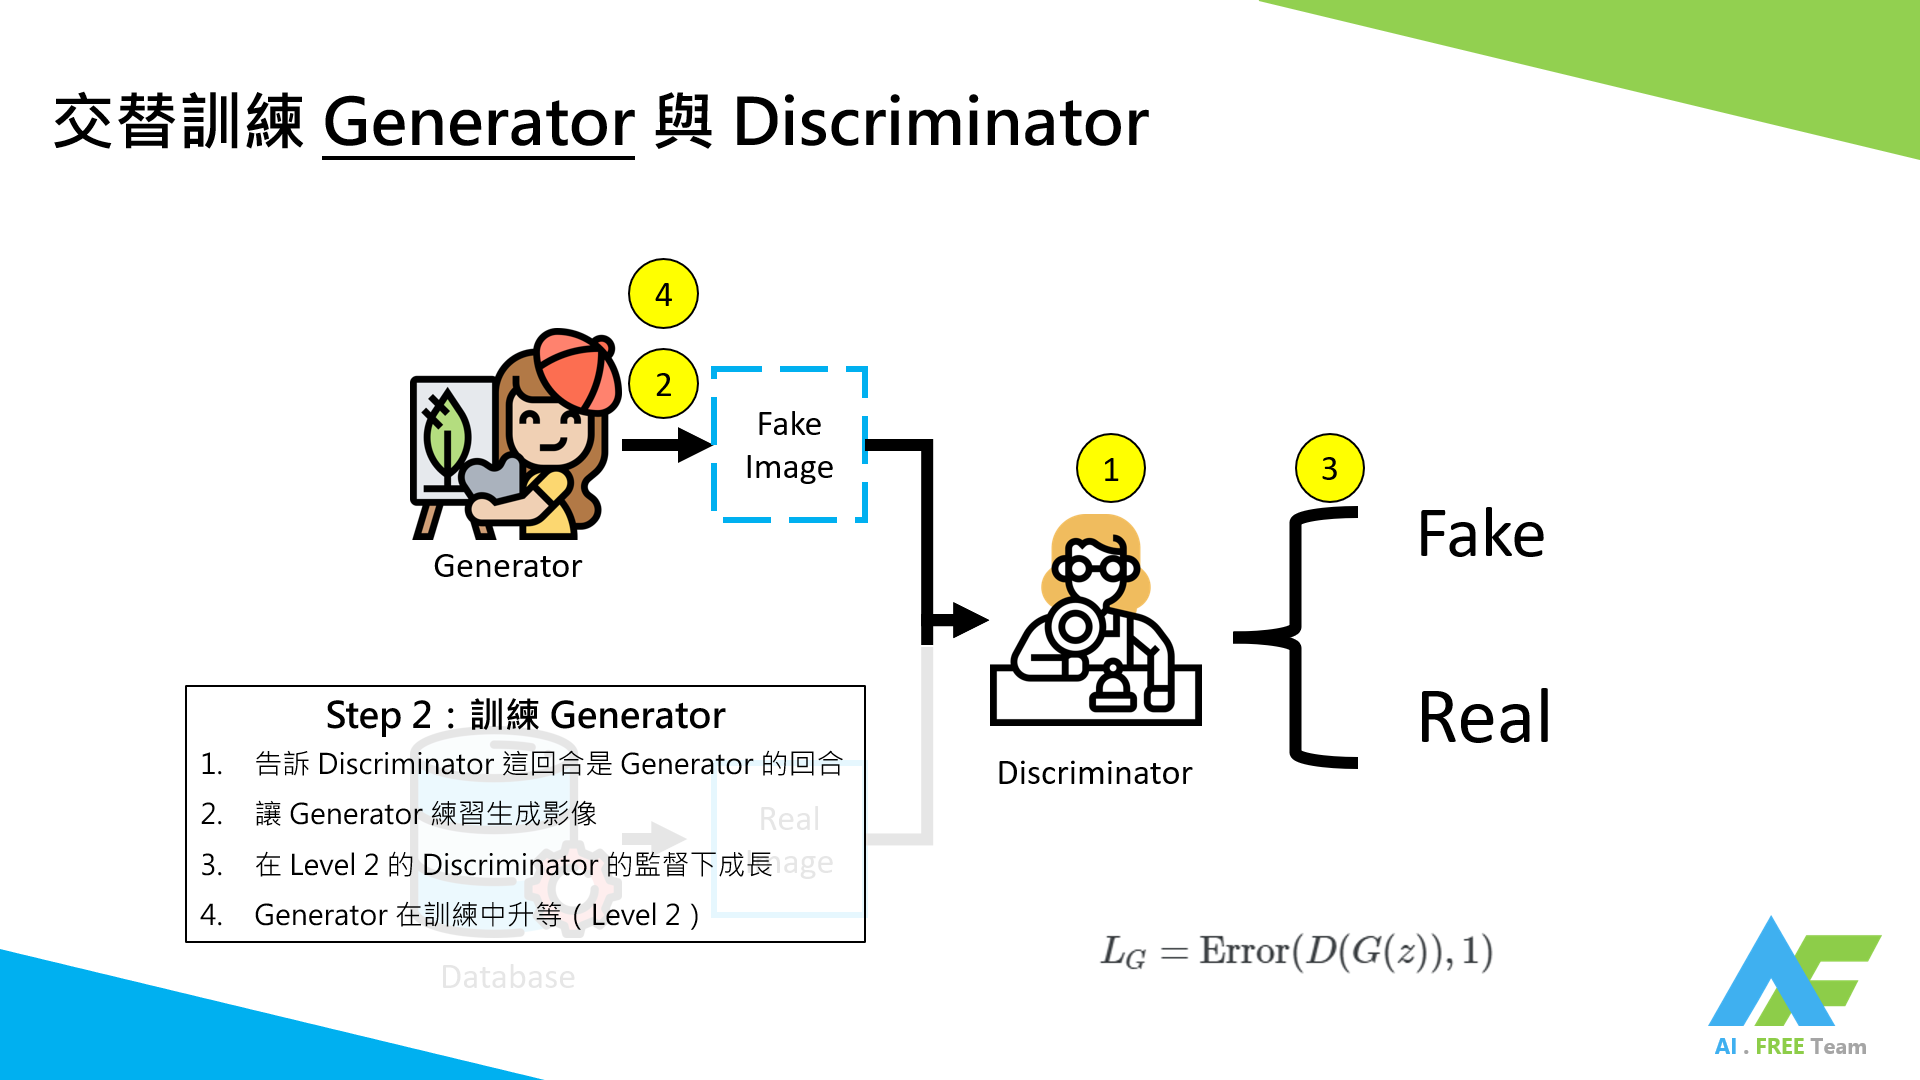 交替訓練 Generator 與 Discriminator
4
2
Fake
Image
Generator
1
3
Fake
Real
Discriminator
Step 2：訓練 Generator
1. 告訴 Discriminator 這回合是 Generator 的回合
2. 讓 Generator 練習生成影像
3. 在 Level 2 的 Discriminator 的監督下成長
4. Generator 在訓練中升等（Level 2）
Real
Image
Database
L_G = Error(D(G(z)), 1)
AI . FREE Team